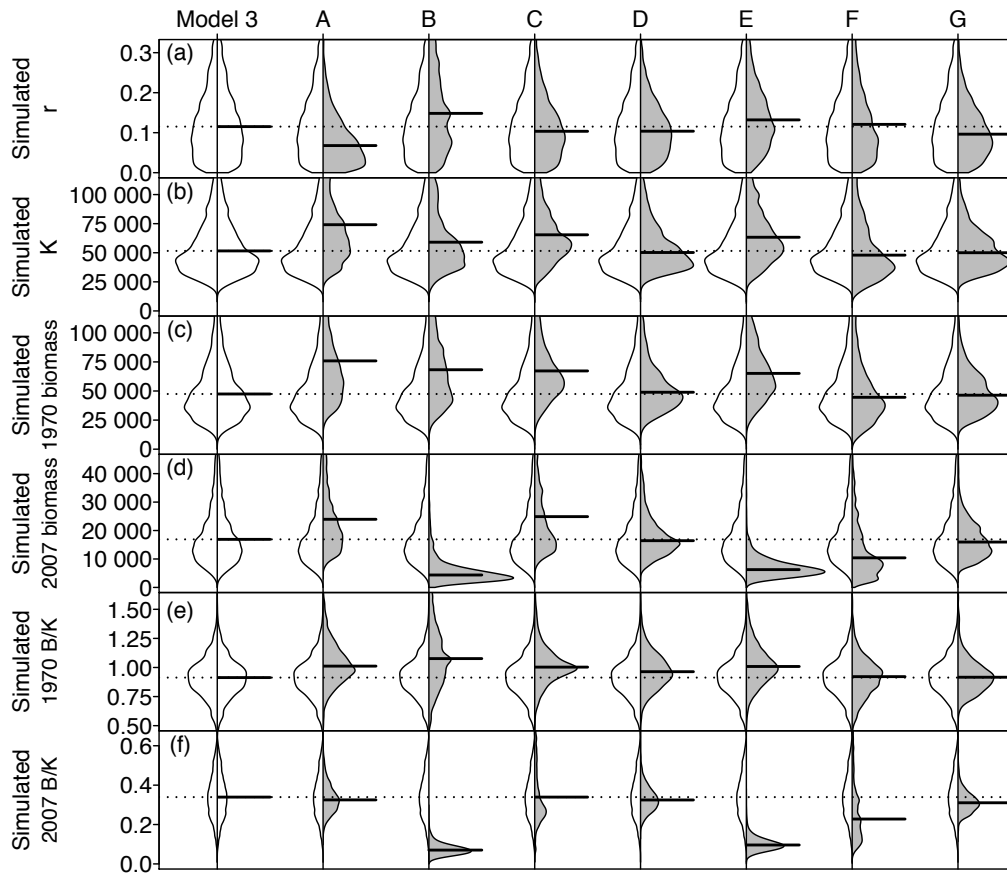 Model 3 A B C D E F G
(a)
Simulated
r
0.3
0.2
0.1
0.0
(b)
Simulated
K
100 000
75 000
50 000
25 000
0
(c)
Simulated
1970 biomass
100 000
75 000
50 000
25 000
0
(d)
Simulated
2007 biomass
40 000
30 000
20 000
10 000
0
(e)
Simulated
1970 B/K
1.50
1.25
1.00
0.75
0.50
(f)
Simulated
2007 B/K
0.6
0.4
0.2
0.0